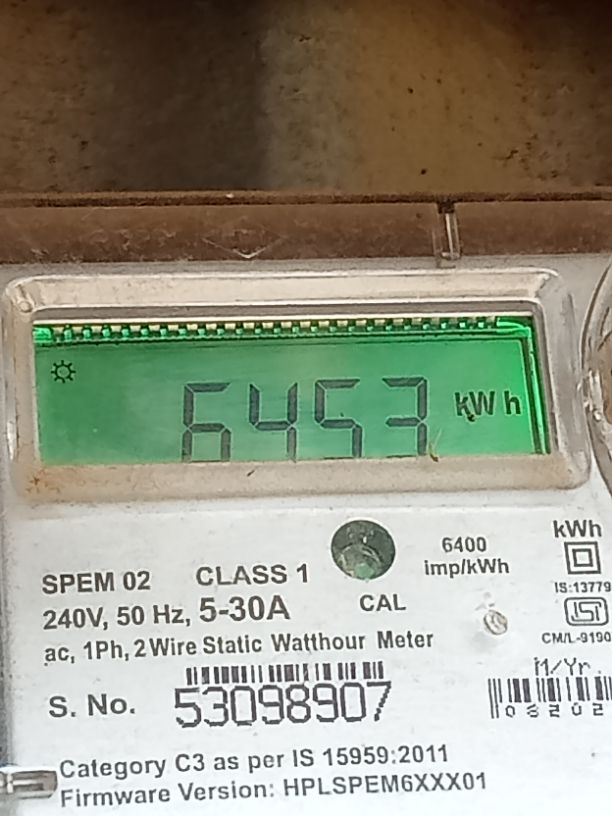 6453 kWh
6400
imp/kWh
kWh
SPEM 02 CLASS 1
240V, 50 Hz, 5-30A
CAL
IS:13779
ac, 1Ph, 2 Wire Static Watthour Meter
CM/L-9190
M/Yr.
S. No. 53098907
Category C3 as per IS 15959:2011
Firmware Version: HPLSPEM6XXX01